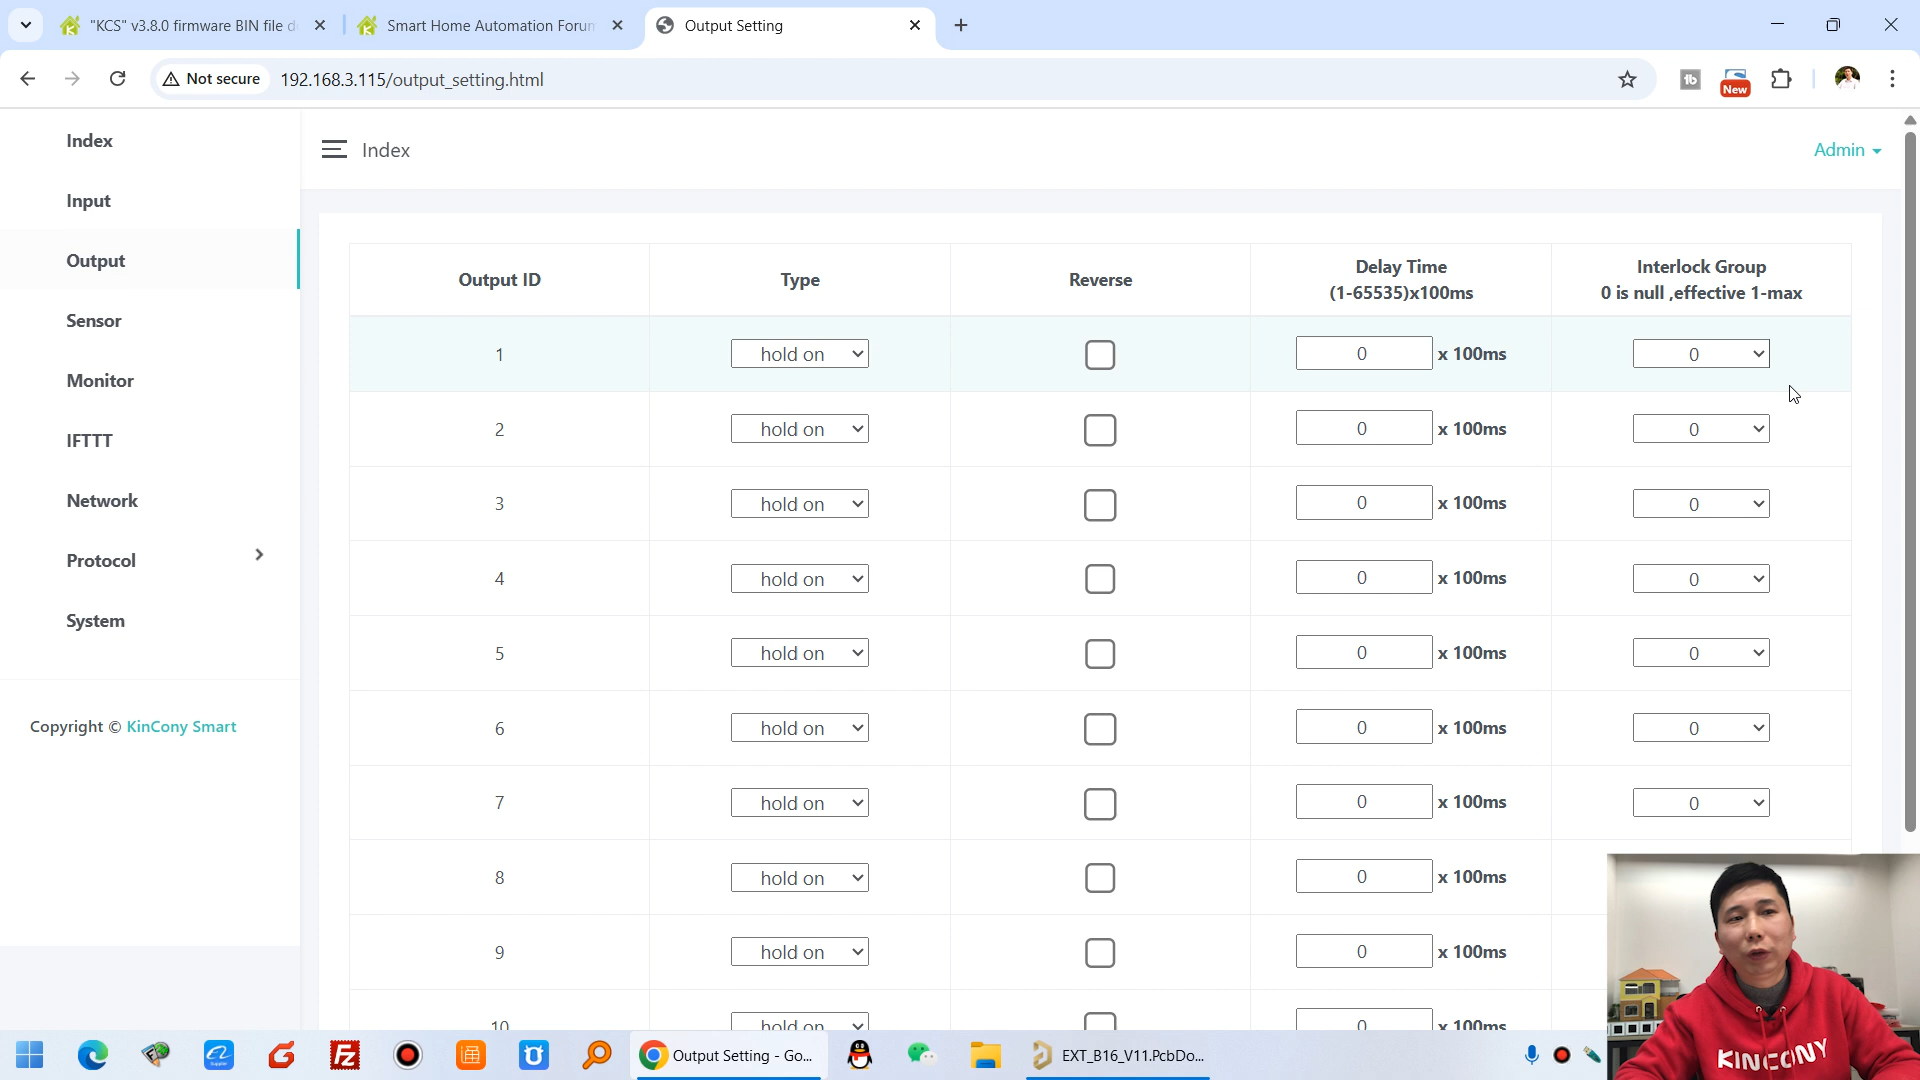 "KCS" v3.8.0 firmware BIN file d
Smart Home Automation Forum
Output Setting
Not secure
192.168.3.115/output_setting.html
New
Index
Input
Output
Sensor
Monitor
IFTTT
Network
Protocol
System
Copyright © KinCony Smart
Index
Admin
Output ID
Type
Reverse
Delay Time
(1-65535)x100ms
Interlock Group
0 is null ,effective 1-max
1
hold on
0
x 100ms
0
2
hold on
0
x 100ms
0
3
hold on
0
x 100ms
0
4
hold on
0
x 100ms
0
5
hold on
0
x 100ms
0
6
hold on
0
x 100ms
0
7
hold on
0
x 100ms
0
8
hold on
0
x 100ms
9
hold on
0
x 100ms
10
hold on
0
x 100ms
Output Setting - Go...
EXT_B16_V11.PcbDo...
KINCONY